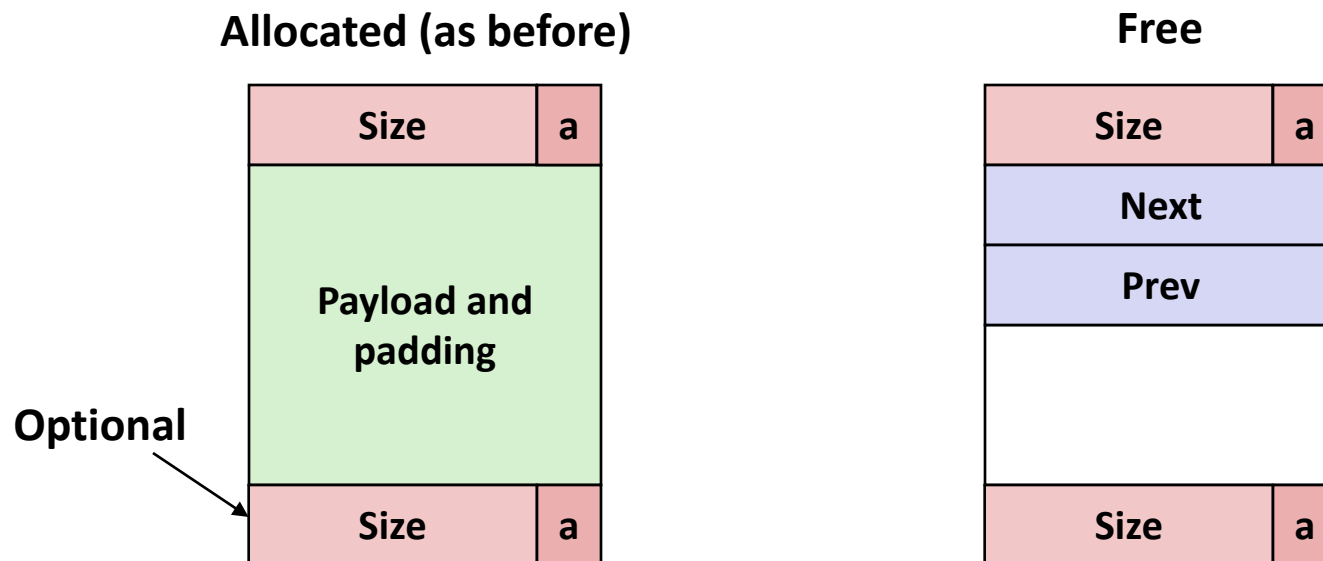 Allocated (as before)
Free
Size a
Size a
Next
Prev
Payload and
padding
Optional
Size a
Size a